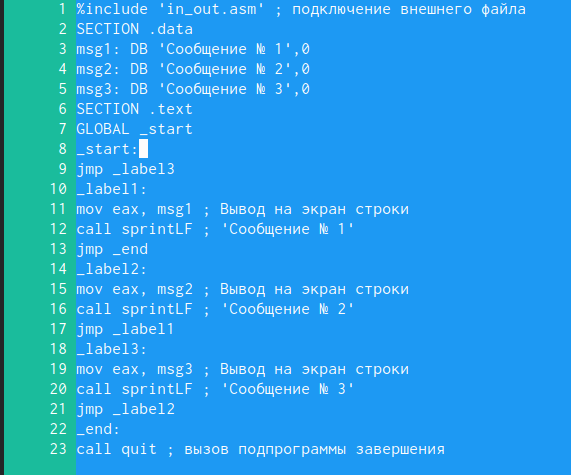 1 %include 'in_out.asm' ; подключение внешнего файла
2 SECTION .data
3 msg1: DB 'Сообщение № 1',0
4 msg2: DB 'Сообщение № 2',0
5 msg3: DB 'Сообщение № 3',0
6 SECTION .text
7 GLOBAL _start
8 _start:
9 jmp _label3
10 _label1:
11 mov eax, msg1 ; Вывод на экран строки
12 call sprintLF ; 'Сообщение № 1'
13 jmp _end
14 _label2:
15 mov eax, msg2 ; Вывод на экран строки
16 call sprintLF ; 'Сообщение № 2'
17 jmp _label1
18 _label3:
19 mov eax, msg3 ; Вывод на экран строки
20 call sprintLF ; 'Сообщение № 3'
21 jmp _label2
22 _end:
23 call quit ; вызов подпрограммы завершения